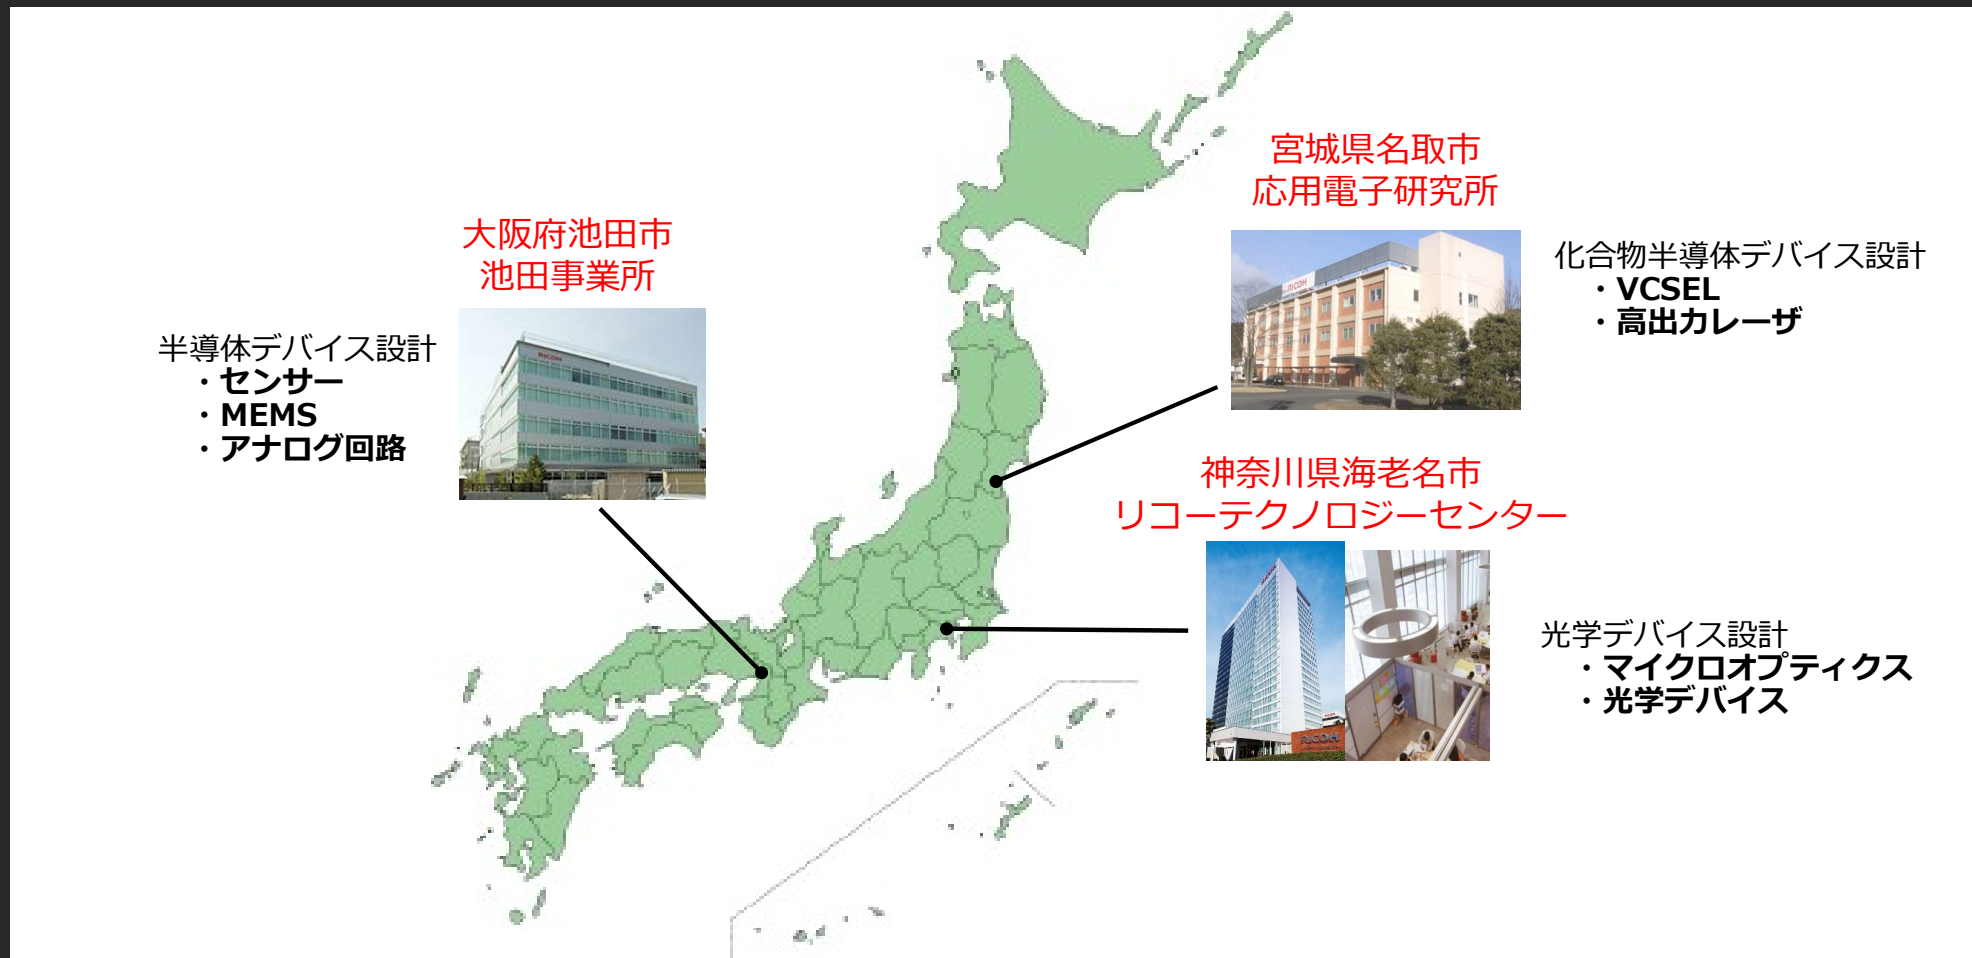 宮城県名取市
応用電子研究所
RICOH
化合物半導体デバイス設計
・VCSEL
・高出力レーザ
大阪府池田市
池田事業所
RICOH
半導体デバイス設計
・センサー
・MEMS
・アナログ回路
神奈川県海老名市
リコーテクノロジーセンター
RICOH
RICOH
光学デバイス設計
・マイクロオプティクス
・光学デバイス